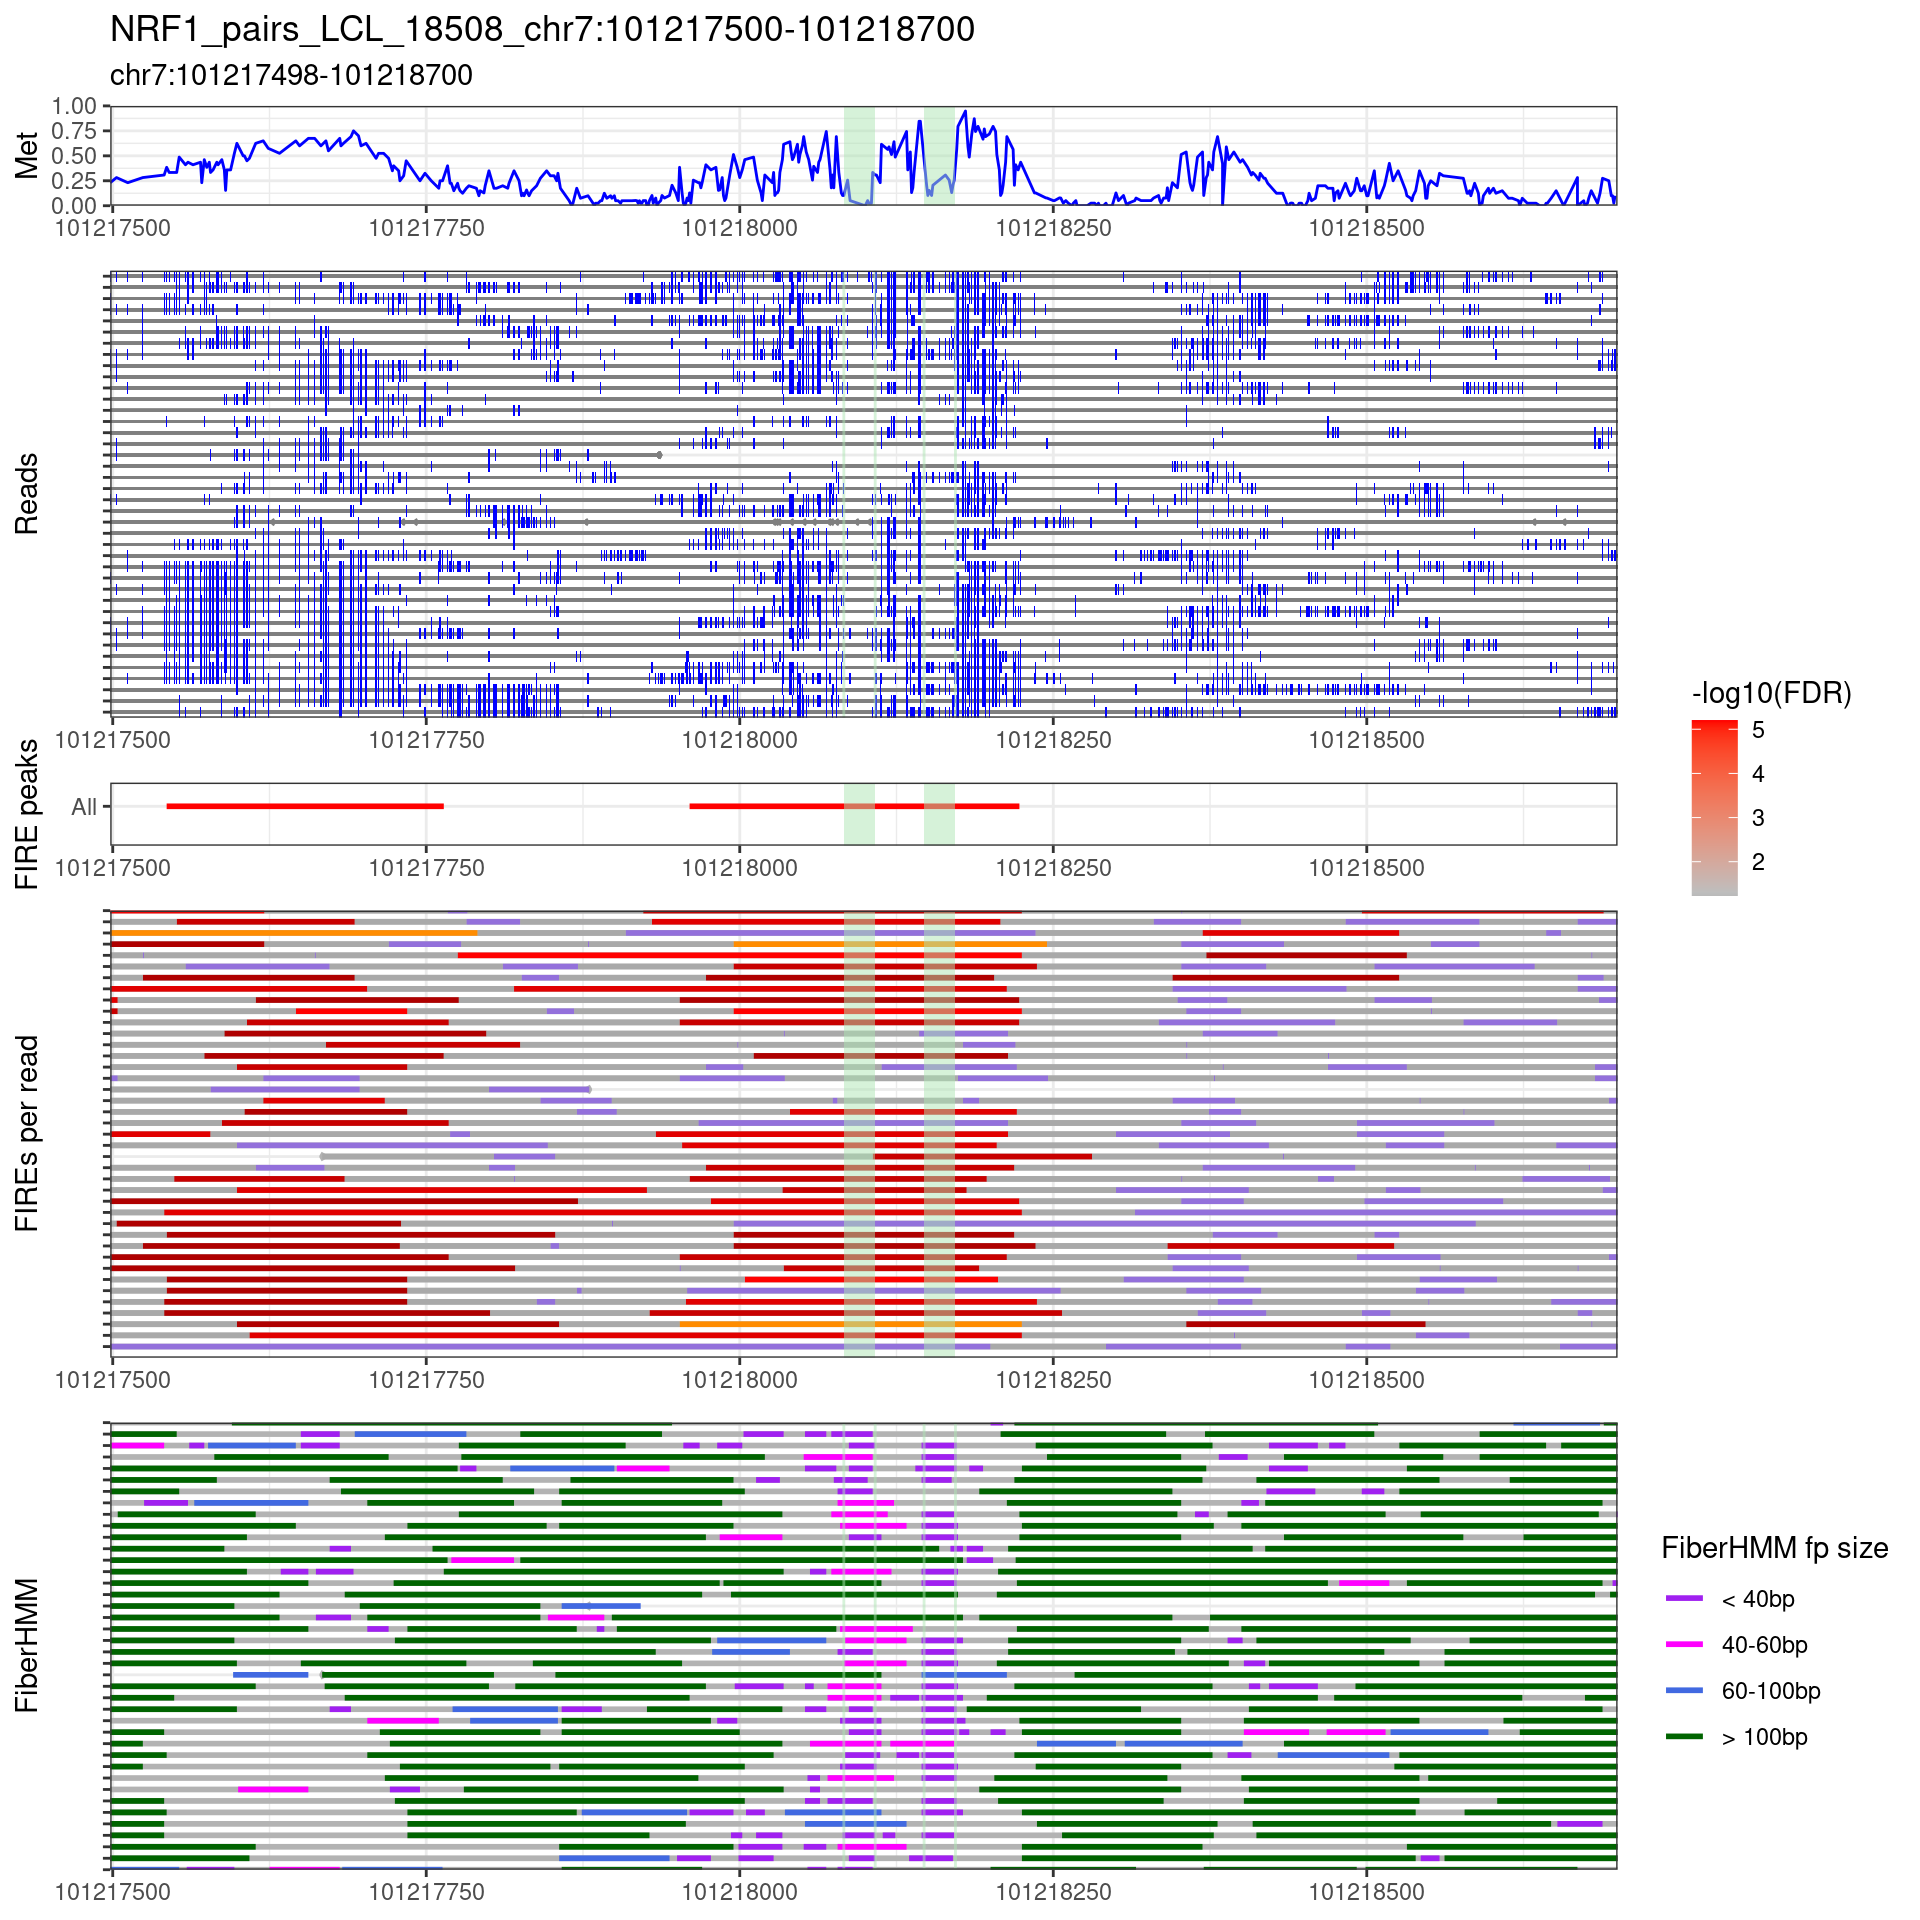 NRF1_pairs_LCL_18508_chr7:101217500-101218700
chr7:101217498-101218700
Met
1.00
0.75
0.50
0.25
0.00
101217500 101217750 101218000 101218250 101218500
Reads
101217500 101217750 101218000 101218250 101218500
FIRE peaks
All
101217500 101217750 101218000 101218250 101218500
-log10(FDR)
5
4
3
2
FIREs per read
101217500 101217750 101218000 101218250 101218500
FiberHMM
101217500 101217750 101218000 101218250 101218500
FiberHMM fp size
< 40bp
40-60bp
60-100bp
> 100bp